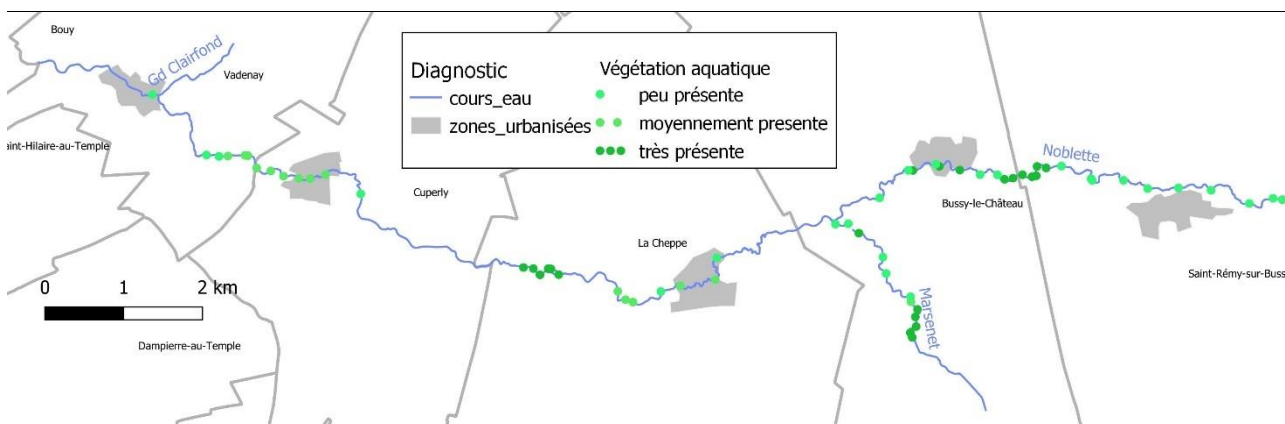 Bouy
Gd Clairfond
Vadenay
aint-Hilaire-au-Temple
Diagnostic
cours_eau
zones_urbanisées
Végétation aquatique
peu présente
moyennement presente
très présente
Noblette
Cuperly
Bussy-le-Château
La Cheppe
Saint-Rémy-sur-Buss
0 1 2 km
Marsenet
Dampierre-au-Temple